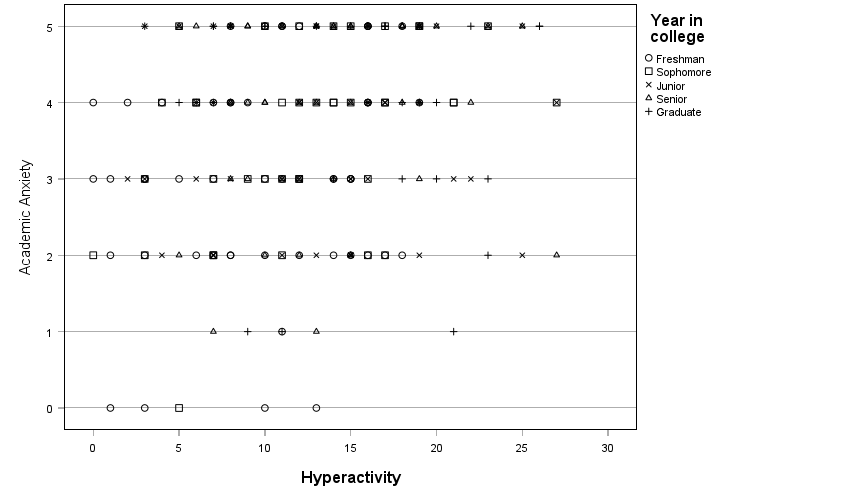 Year in
college
Freshman
Sophomore
Junior
Senior
Graduate
Academic Anxiety
5
4
3
2
1
0
0 5 10 15 20 25 30
Hyperactivity